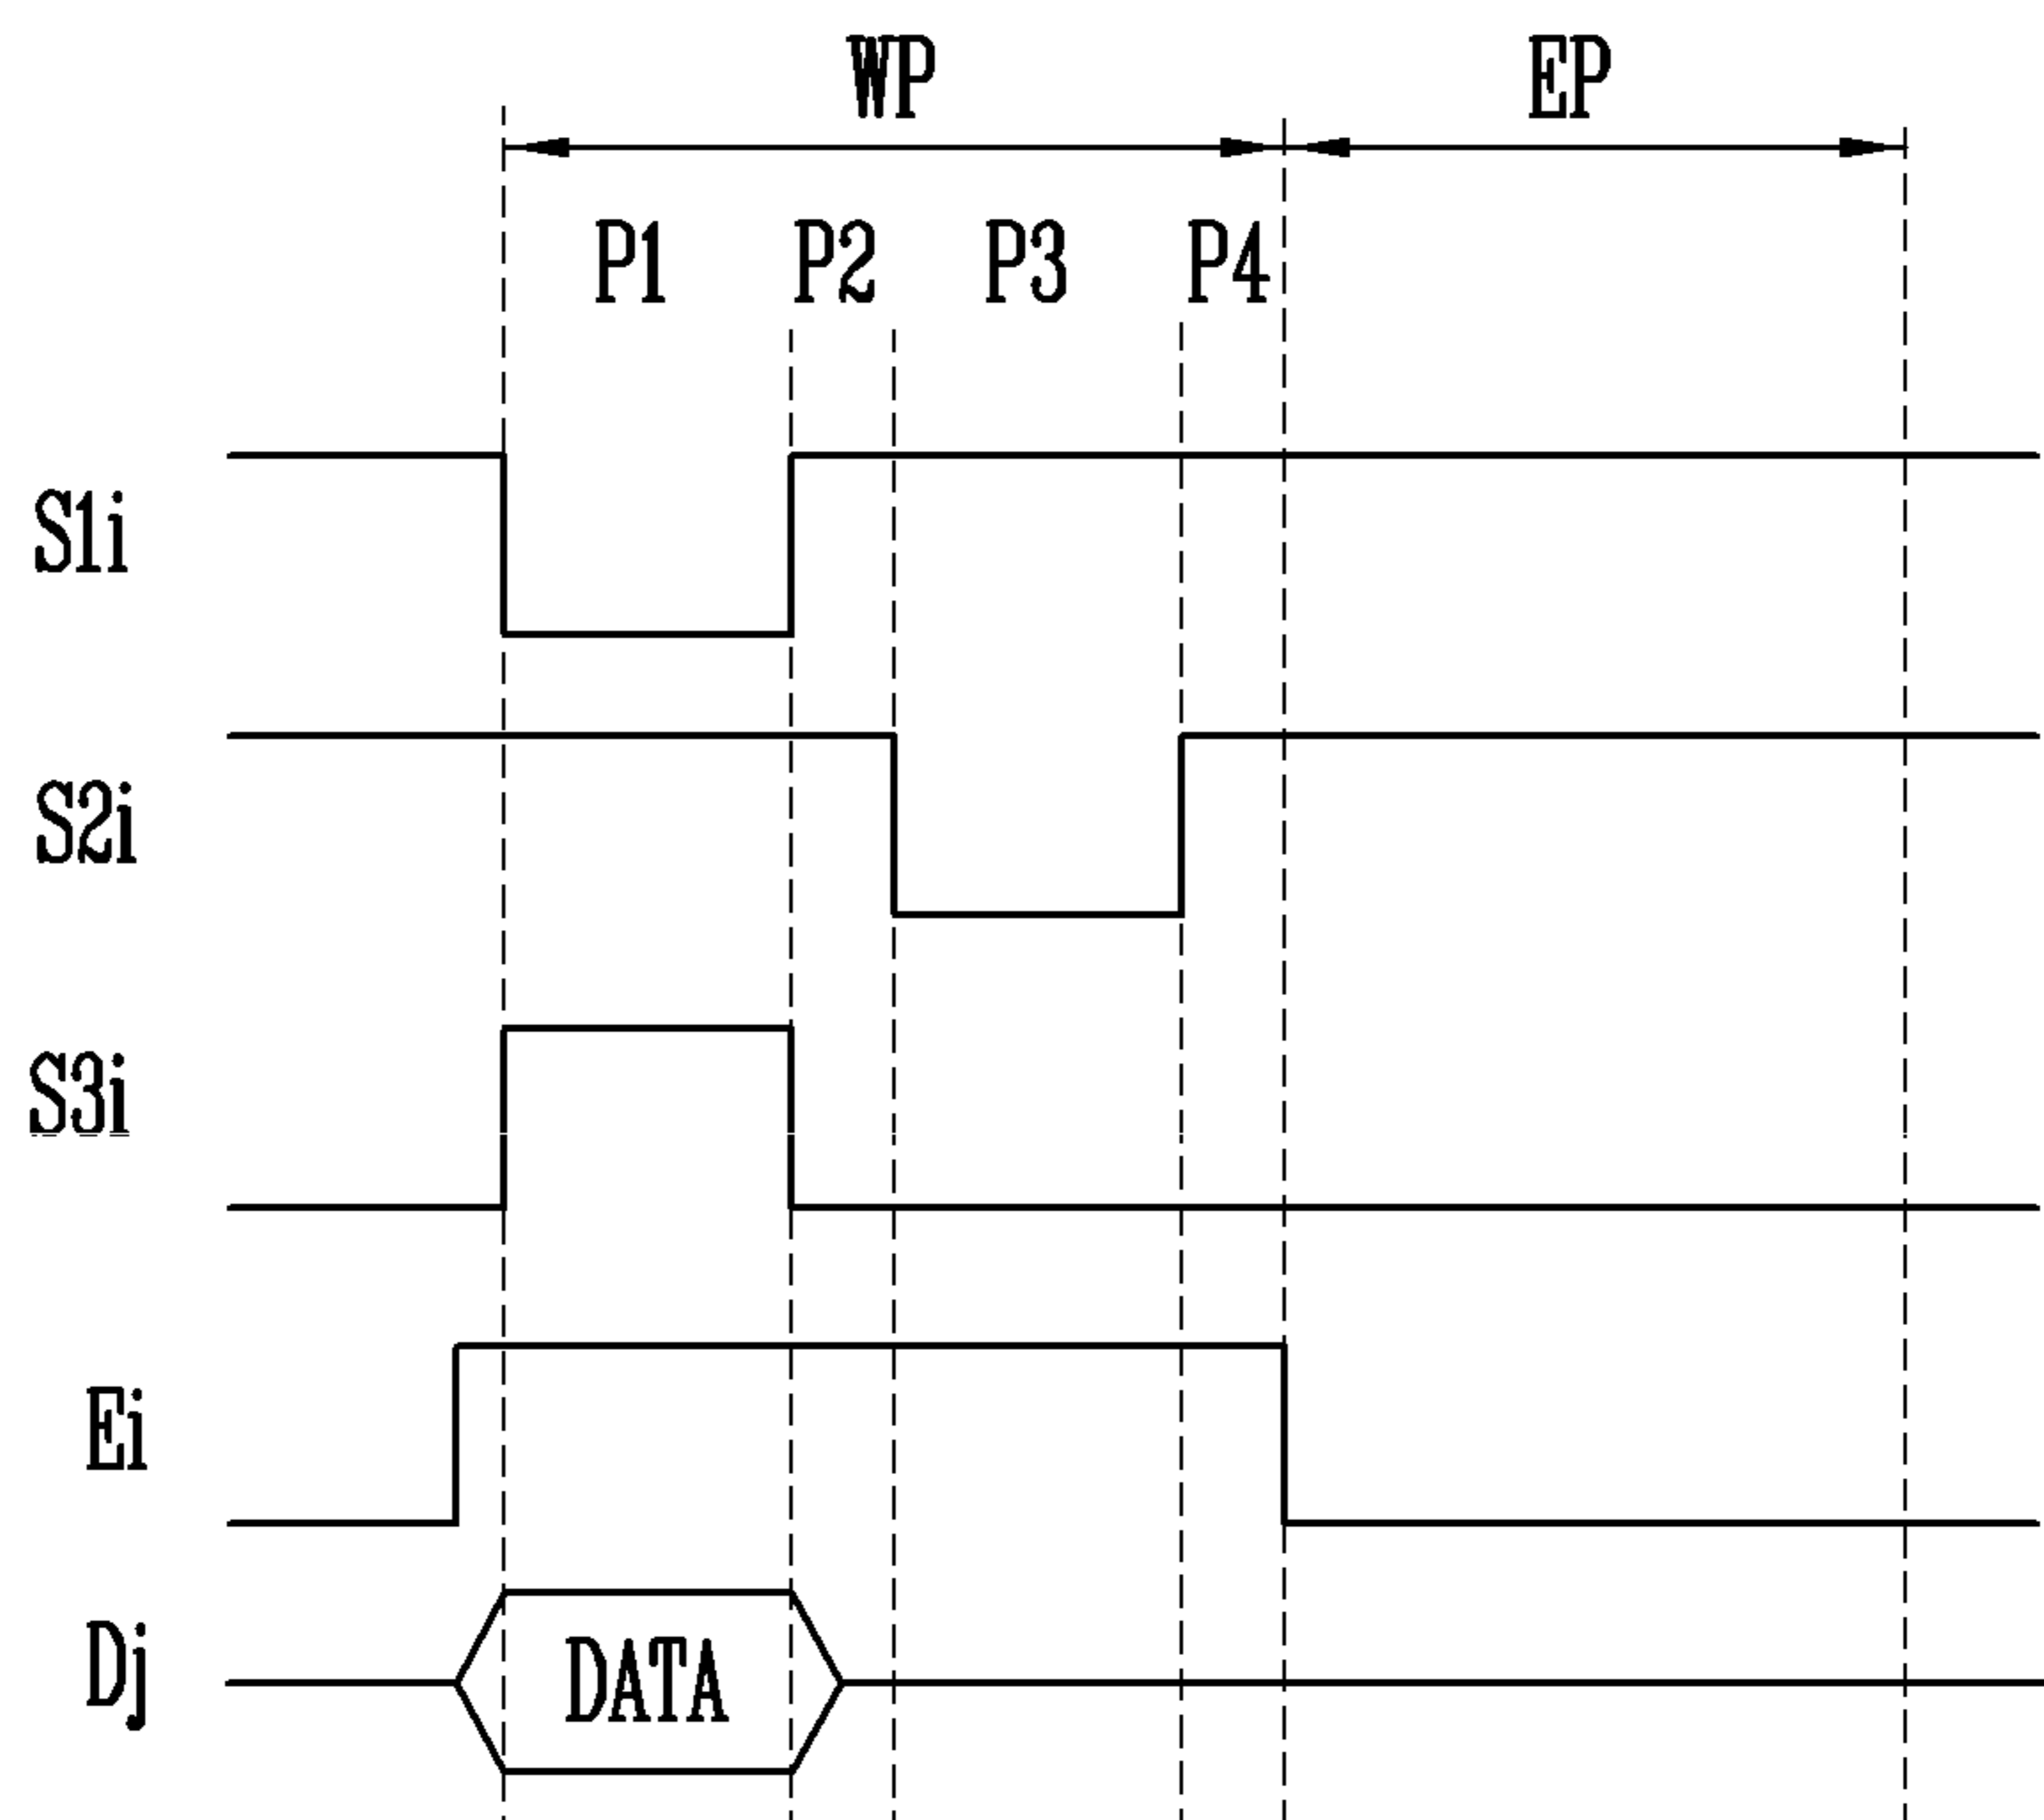 WP EP
P1 P2 P3 P4
S1i
S2i
S3i
Ei
Dj DATA